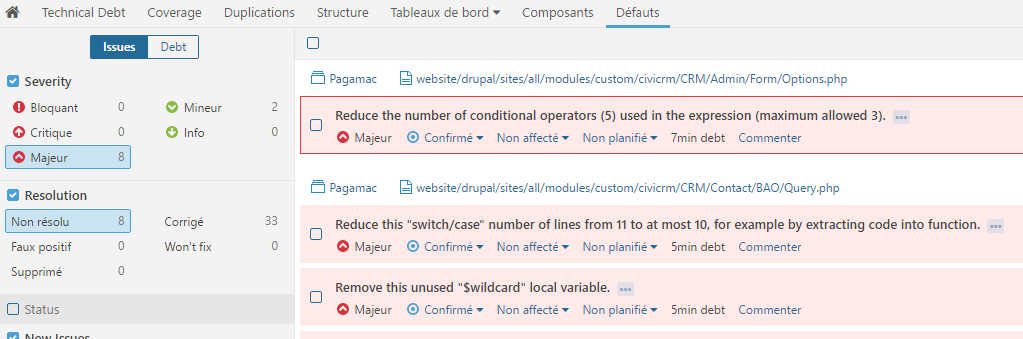 Technical Debt Coverage Duplications Structure Tableaux de bord Composants Défauts
Issues Debt
Severity
Bloquant 0 Mineur 2
Critique 0 Info 0
Majeur 8
Resolution
Non résolu 8 Corrigé 33
Faux positif 0 Won't fix 0
Supprimé 0
Status
New Issues
Pagamac website/drupal/sites/all/modules/custom/civicrm/CRM/Admin/Form/Options.php
Reduce the number of conditional operators (5) used in the expression (maximum allowed 3).
Majeur Confirmé Non affecté Non planifié 7min debt Commenter
Pagamac website/drupal/sites/all/modules/custom/civicrm/CRM/Contact/BAO/Query.php
Reduce this "switch/case" number of lines from 11 to at most 10, for example by extracting code into function.
Majeur Confirmé Non affecté Non planifié 5min debt Commenter
Remove this unused "$wildcard" local variable.
Majeur Confirmé Non affecté Non planifié 5min debt Commenter